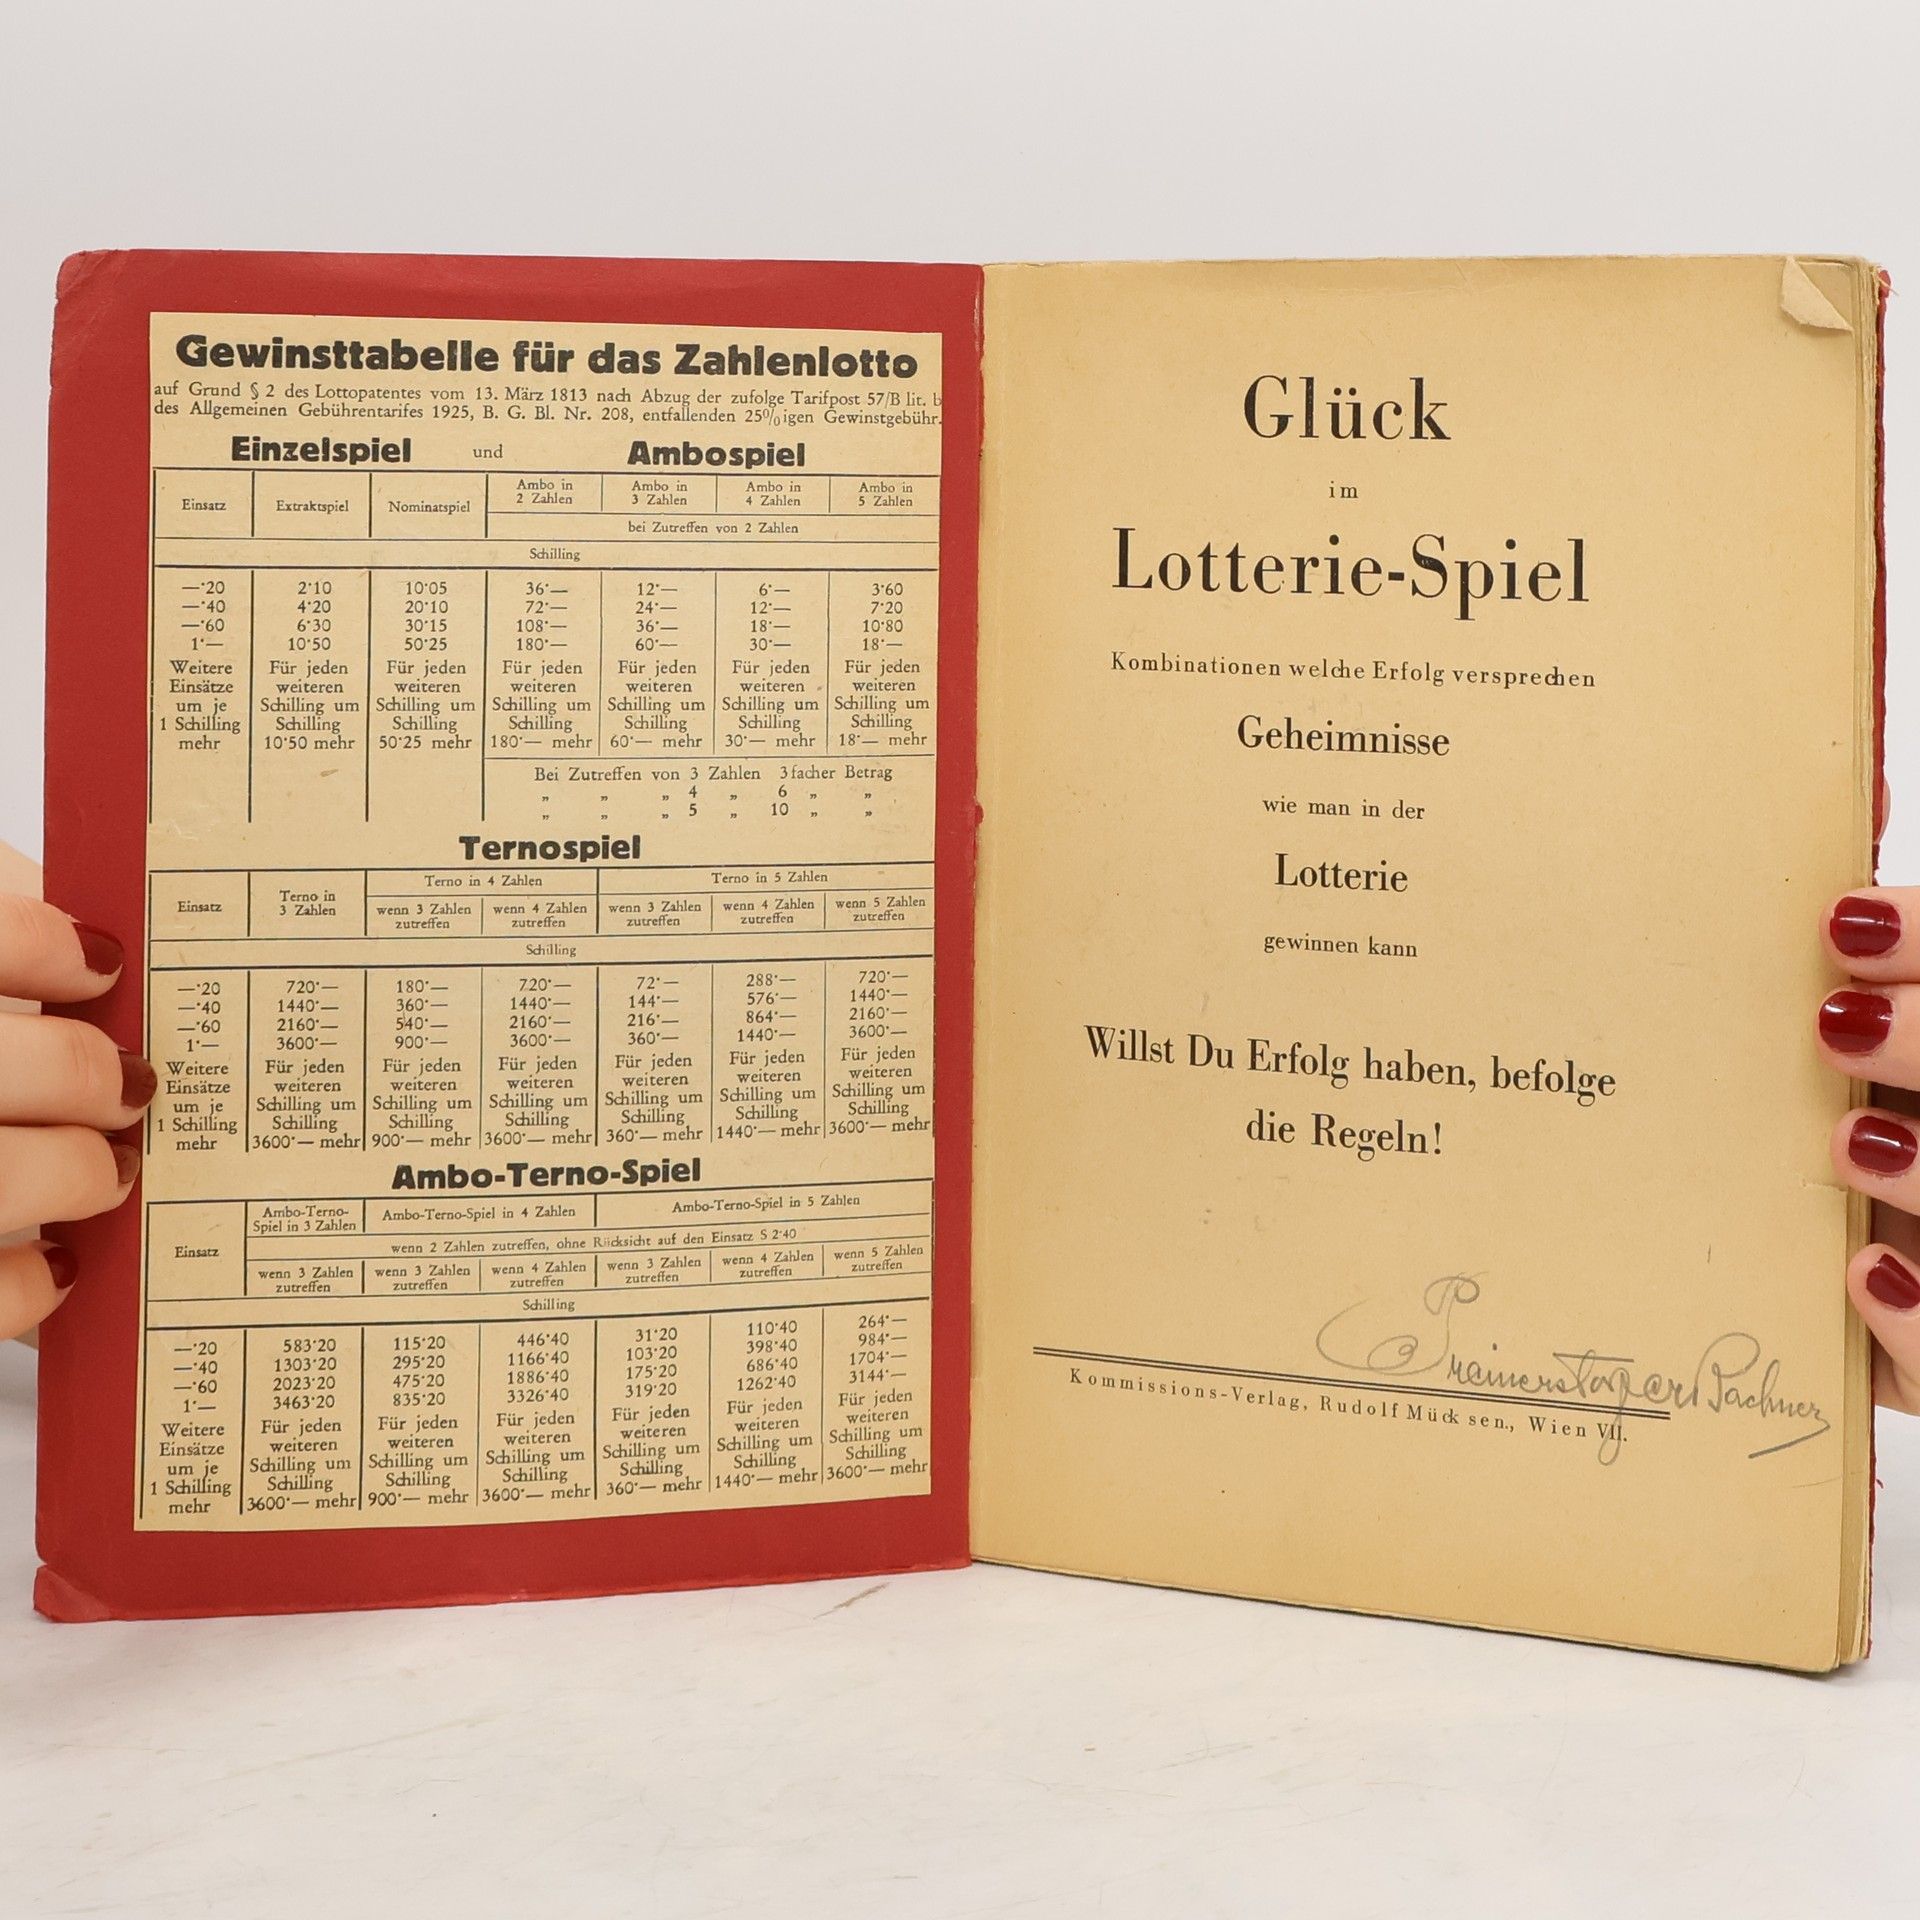 Gewinsttabelle für das Zahlenlotto
auf Grund § 2 des Lottopatentes vom 13. März 1813 nach Abzug der zufolge Tarifpost 57/B lit. b
des Allgemeinen Gebührentarifes 1925, B. G. Bl. Nr. 208, entfallenden 25%igen Gewinstgebühr.
Einzelspiel und Ambospiel
Einsatz Extraktspiel Nominatspiel Ambo in 2 Zahlen Ambo in 3 Zahlen Ambo in 4 Zahlen Ambo in 5 Zahlen
bei Zutreffen von 2 Zahlen
Schilling
—·20 2·10 10·05 36·— 12·— 6·— 3·60
—·40 4·20 20·10 72·— 24·— 12·— 7·20
—·60 6·30 30·15 108·— 36·— 18·— 10·80
1·— 10·50 50·25 180·— 60·— 30·— 18·—
Weitere Für jeden Für jeden Für jeden Für jeden Für jeden Für jeden
Einsätze weiteren weiteren weiteren weiteren weiteren weiteren
um je Schilling um Schilling um Schilling um Schilling um Schilling um Schilling um
1 Schilling Schilling Schilling Schilling Schilling Schilling Schilling
mehr 10·50 mehr 50·25 mehr 180·— mehr 60·— mehr 30·— mehr 18·— mehr
Bei Zutreffen von 3 Zahlen 3facher Betrag
„ „ „ 4 „ 6 „ „
„ „ „ 5 „ 10 „ „
Ternospiel
Einsatz Terno in 3 Zahlen Terno in 4 Zahlen Terno in 5 Zahlen
wenn 3 Zahlen zutreffen wenn 4 Zahlen zutreffen wenn 3 Zahlen zutreffen wenn 4 Zahlen zutreffen wenn 5 Zahlen zutreffen
Schilling
—·20 720·— 180·— 720·— 72·— 288·— 720·—
—·40 1440·— 360·— 1440·— 144·— 576·— 1440·—
—·60 2160·— 540·— 2160·— 216·— 864·— 2160·—
1·— 3600·— 900·— 3600·— 360·— 1440·— 3600·—
Weitere Für jeden Für jeden Für jeden Für jeden Für jeden Für jeden
Einsätze weiteren weiteren weiteren weiteren weiteren weiteren
um je Schilling um Schilling um Schilling um Schilling um Schilling um Schilling um
1 Schilling Schilling Schilling Schilling Schilling Schilling Schilling
mehr 3600·— mehr 900·— mehr 3600·— mehr 360·— mehr 1440·— mehr 3600·— mehr
Ambo-Terno-Spiel
Einsatz Ambo-Terno-Spiel in 3 Zahlen Ambo-Terno-Spiel in 4 Zahlen Ambo-Terno-Spiel in 5 Zahlen
wenn 2 Zahlen zutreffen, ohne Rücksicht auf den Einsatz S 2·40
wenn 3 Zahlen zutreffen wenn 3 Zahlen zutreffen wenn 4 Zahlen zutreffen wenn 3 Zahlen zutreffen wenn 4 Zahlen zutreffen wenn 5 Zahlen zutreffen
Schilling
—·20 583·20 115·20 446·40 31·20 110·40 264·—
—·40 1303·20 295·20 1166·40 103·20 398·40 984·—
—·60 2023·20 475·20 1886·40 175·20 686·40 1704·—
1·— 3463·20 835·20 3326·40 319·20 1262·40 3144·—
Weitere Für jeden Für jeden Für jeden Für jeden Für jeden Für jeden
Einsätze weiteren weiteren weiteren weiteren weiteren weiteren
um je Schilling um Schilling um Schilling um Schilling um Schilling um Schilling um
1 Schilling Schilling Schilling Schilling Schilling Schilling Schilling
mehr 3600·— mehr 900·— mehr 3600·— mehr 360·— mehr 1440·— mehr 3600·— mehr
Glück
im
Lotterie-Spiel
Kombinationen welche Erfolg versprechen
Geheimnisse
wie man in der
Lotterie
gewinnen kann
Willst Du Erfolg haben, befolge
die Regeln!
Kommissions-Verlag, Rudolf Mück sen., Wien VII.